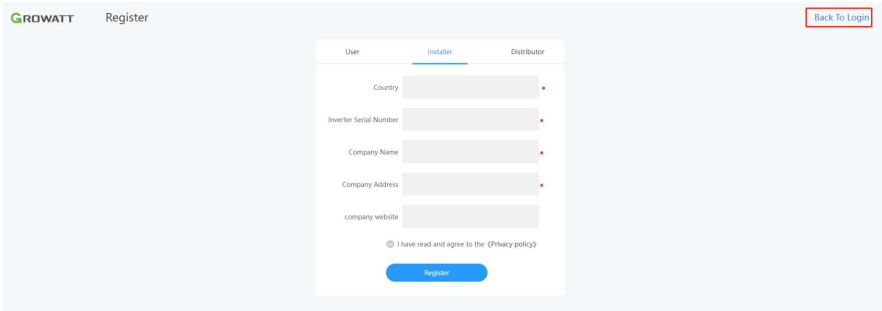 GROWATT Register Back To Login
User Installer Distributor
Country
Inverter Serial Number
Company Name
Company Address
company website
I have read and agree to the 《Privacy policy》
Register